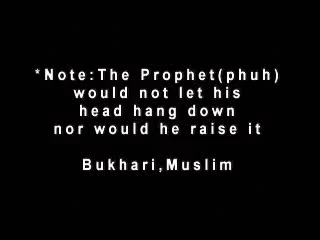 *Note:The Prophet(phuh)
would not let his
head hang down
nor would he raise it
Bukhari,Muslim